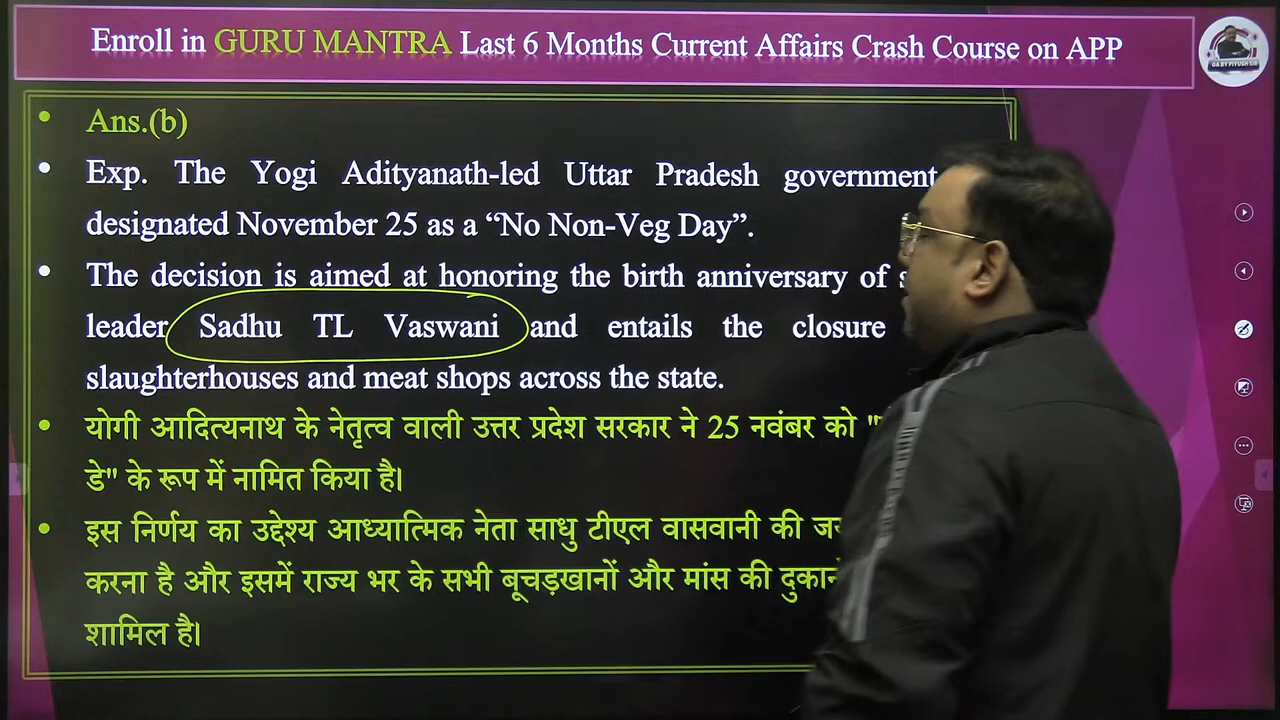 Enroll in GURU MANTRA Last 6 Months Current Affairs Crash Course on APP
GA BY PIYUSH SIR
Ans.(b)
Exp. The Yogi Adityanath-led Uttar Pradesh government
designated November 25 as a “No Non-Veg Day”.
The decision is aimed at honoring the birth anniversary of
leader Sadhu TL Vaswani and entails the closure
slaughterhouses and meat shops across the state.
योगी आदित्यनाथ के नेतृत्व वाली उत्तर प्रदेश सरकार ने 25 नवंबर को "
डे" के रूप में नामित किया है।
इस निर्णय का उद्देश्य आध्यात्मिक नेता साधु टीएल वासवानी की
करना है और इसमें राज्य भर के सभी बूचड़खानों और मांस की
शामिल है।